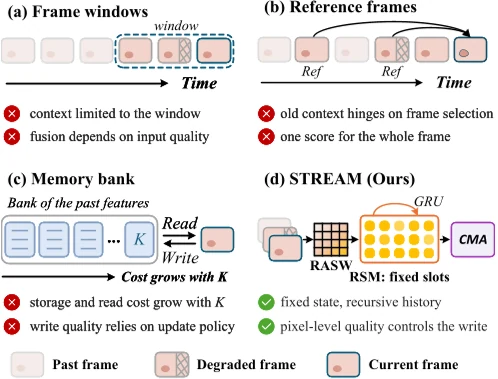 (a) Frame windows
window
Time
context limited to the window
fusion depends on input quality
(b) Reference frames
Ref
Ref
Time
old context hinges on frame selection
one score for the whole frame
(c) Memory bank
Bank of the past features
... K
Read
Write
Cost grows with K
storage and read cost grow with K
write quality relies on update policy
(d) STREAM (Ours)
GRU
CMA
RASW
RSM: fixed slots
fixed state, recursive history
pixel-level quality controls the write
Past frame
Degraded frame
Current frame